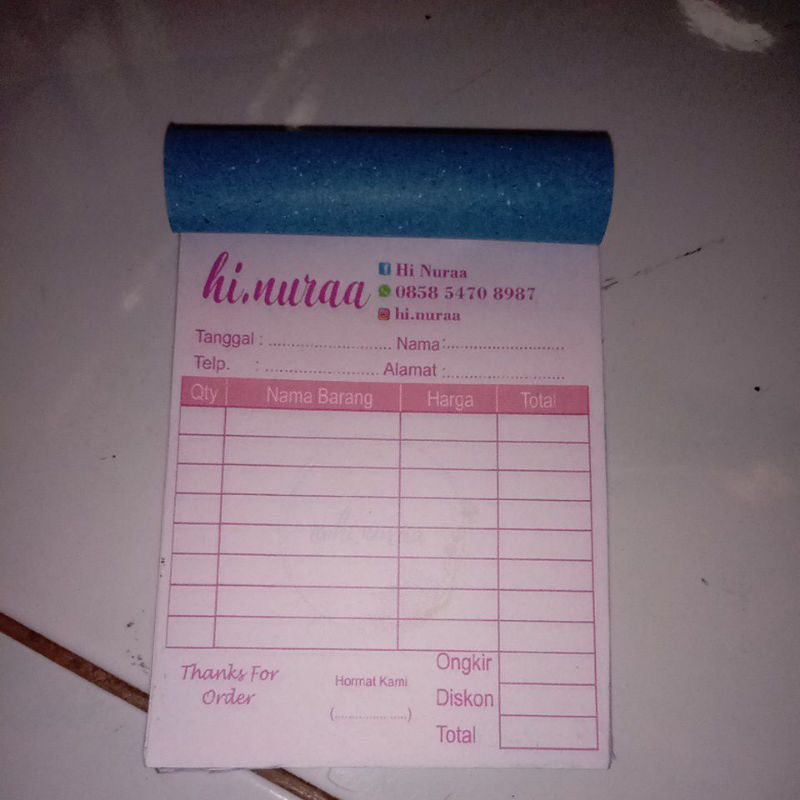 hi.nuraa
Hi Nuraa
0858 5470 8987
hi.nuraa
Tanggal : ........................... Nama:..........................
Telp. : ......................... Alamat :..........................
Qty Nama Barang Harga Total
Thanks For
Order
Hormat Kami
(....................)
Ongkir
Diskon
Total